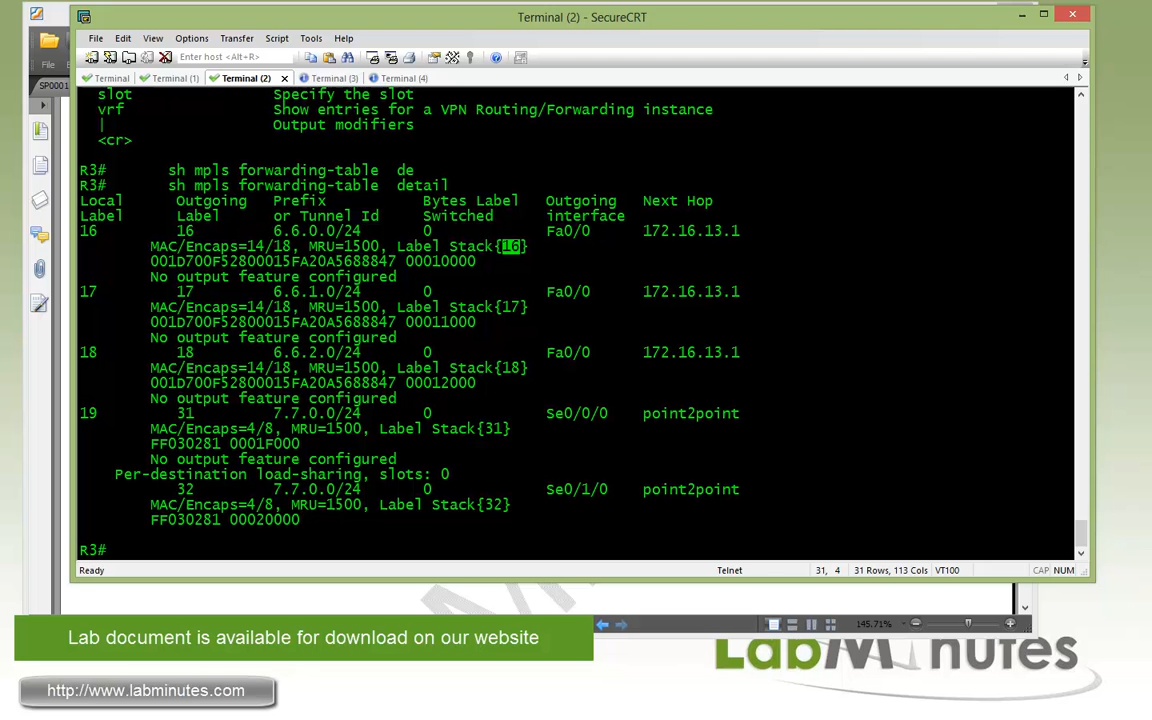 Terminal (2) - SecureCRT
File Edit View Options Transfer Script Tools Help
Enter host <Alt+R>
File
Terminal Terminal (1) Terminal (2) Terminal (3) Terminal (4)
SP0001
slot Specify the slot
vrf Show entries for a VPN Routing/Forwarding instance
| Output modifiers
<cr>
R3# sh mpls forwarding-table de
R3# sh mpls forwarding-table detail
Local Outgoing Prefix Bytes Label Outgoing Next Hop
Label Label or Tunnel Id Switched interface
16 16 6.6.0.0/24 0 Fa0/0 172.16.13.1
MAC/Encaps=14/18, MRU=1500, Label Stack{16}
001D700F52800015FA20A5688847 00010000
No output feature configured
17 17 6.6.1.0/24 0 Fa0/0 172.16.13.1
MAC/Encaps=14/18, MRU=1500, Label Stack{17}
001D700F52800015FA20A5688847 00011000
No output feature configured
18 18 6.6.2.0/24 0 Fa0/0 172.16.13.1
MAC/Encaps=14/18, MRU=1500, Label Stack{18}
001D700F52800015FA20A5688847 00012000
No output feature configured
19 31 7.7.0.0/24 0 Se0/0/0 point2point
MAC/Encaps=4/8, MRU=1500, Label Stack{31}
FF030281 0001F000
No output feature configured
Per-destination load-sharing, slots: 0
32 7.7.0.0/24 0 Se0/1/0 point2point
MAC/Encaps=4/8, MRU=1500, Label Stack{32}
FF030281 00020000
R3#
Ready Telnet 31, 4 31 Rows, 113 Cols VT100 CAP NUM
145.71%
Lab document is available for download on our website
LabMinutes
http://www.labminutes.com